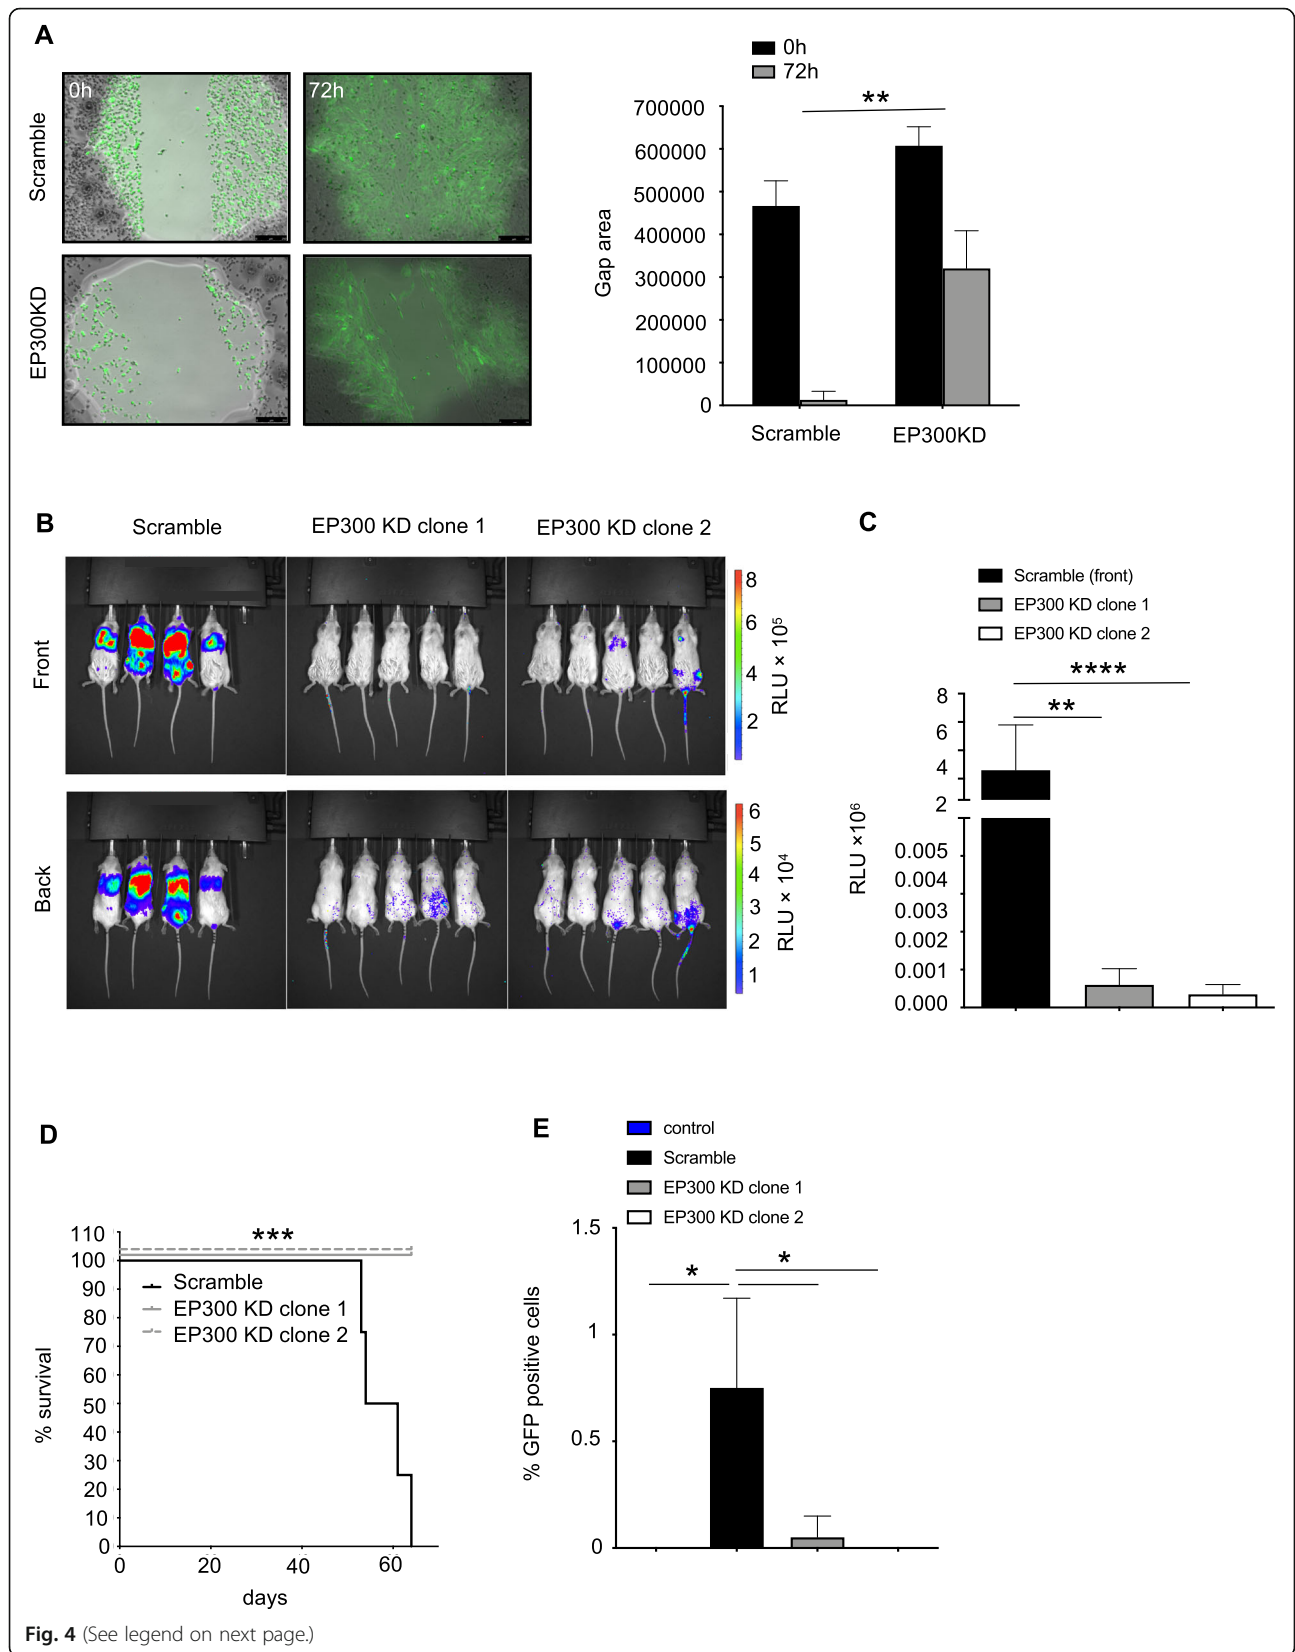 A
0h
72h
Scramble
EP300KD
0h
72h
**
700000
600000
500000
400000
300000
200000
100000
0
Gap area
Scramble
EP300KD
B
Scramble
EP300 KD clone 1
EP300 KD clone 2
Front
8
6
4
2
RLU × 10⁵
Back
6
5
4
3
2
1
RLU × 10⁴
C
Scramble (front)
EP300 KD clone 1
EP300 KD clone 2
****
**
8
6
4
2
0.005
0.004
0.003
0.002
0.001
0.000
RLU ×10⁶
D
110
100
90
80
70
60
50
40
30
20
10
0
% survival
***
Scramble
EP300 KD clone 1
EP300 KD clone 2
0
20
40
60
days
E
control
Scramble
EP300 KD clone 1
EP300 KD clone 2
1.5
1
0.5
0
% GFP positive cells
*
*
Fig. 4 (See legend on next page.)